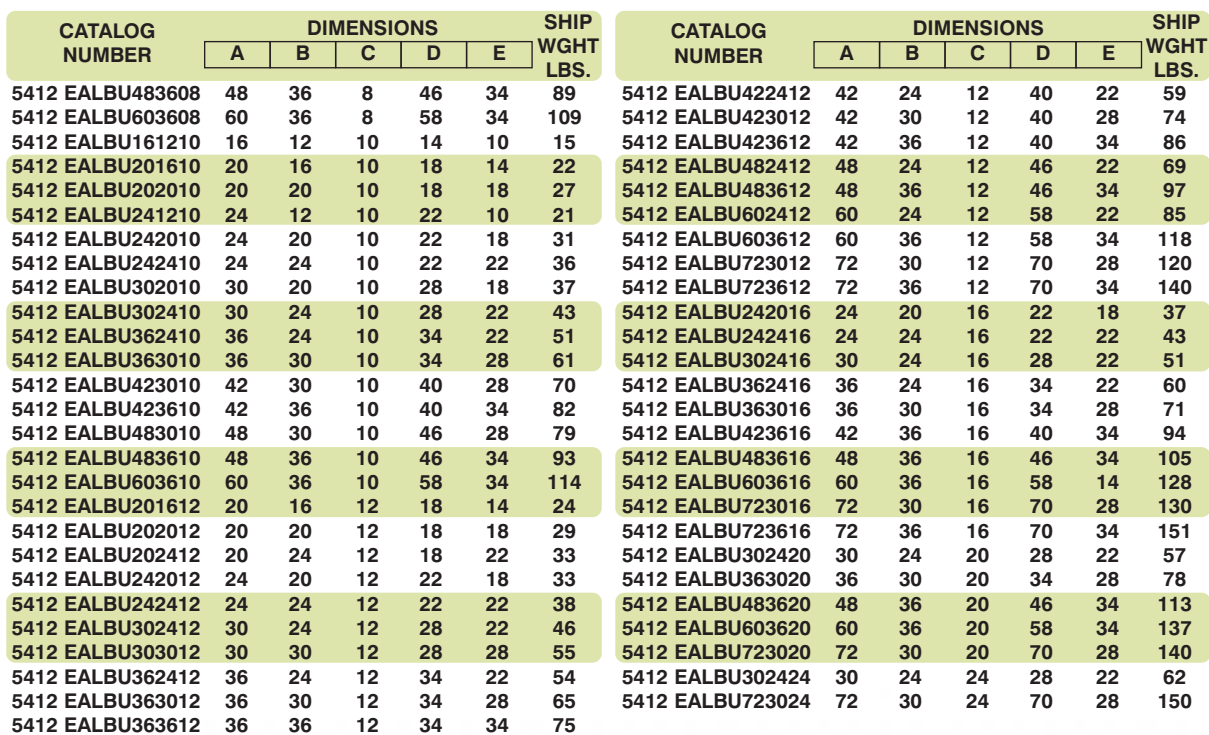 CATALOG NUMBER DIMENSIONS SHIP WGHT LBS.
A B C D E
5412 EALBU483608 48 36 8 46 34 89
5412 EALBU603608 60 36 8 58 34 109
5412 EALBU161210 16 12 10 14 10 15
5412 EALBU201610 20 16 10 18 14 22
5412 EALBU202010 20 20 10 18 18 27
5412 EALBU241210 24 12 10 22 10 21
5412 EALBU242010 24 20 10 22 18 31
5412 EALBU242410 24 24 10 22 22 36
5412 EALBU302010 30 20 10 28 18 37
5412 EALBU302410 30 24 10 28 22 43
5412 EALBU362410 36 24 10 34 22 51
5412 EALBU363010 36 30 10 34 28 61
5412 EALBU423010 42 30 10 40 28 70
5412 EALBU423610 42 36 10 40 34 82
5412 EALBU483010 48 30 10 46 28 79
5412 EALBU483610 48 36 10 46 34 93
5412 EALBU603610 60 36 10 58 34 114
5412 EALBU201612 20 16 12 18 14 24
5412 EALBU202012 20 20 12 18 18 29
5412 EALBU202412 20 24 12 18 22 33
5412 EALBU242012 24 20 12 22 18 33
5412 EALBU242412 24 24 12 22 22 38
5412 EALBU302412 30 24 12 28 22 46
5412 EALBU303012 30 30 12 28 28 55
5412 EALBU362412 36 24 12 34 22 54
5412 EALBU363012 36 30 12 34 28 65
5412 EALBU363612 36 36 12 34 34 75
CATALOG NUMBER DIMENSIONS SHIP WGHT LBS.
A B C D E
5412 EALBU422412 42 24 12 40 22 59
5412 EALBU423012 42 30 12 40 28 74
5412 EALBU423612 42 36 12 40 34 86
5412 EALBU482412 48 24 12 46 22 69
5412 EALBU483612 48 36 12 46 34 97
5412 EALBU602412 60 24 12 58 22 85
5412 EALBU603612 60 36 12 58 34 118
5412 EALBU723012 72 30 12 70 28 120
5412 EALBU723612 72 36 12 70 34 140
5412 EALBU242016 24 20 16 22 18 37
5412 EALBU242416 24 24 16 22 22 43
5412 EALBU302416 30 24 16 28 22 51
5412 EALBU362416 36 24 16 34 22 60
5412 EALBU363016 36 30 16 34 28 71
5412 EALBU423616 42 36 16 40 34 94
5412 EALBU483616 48 36 16 46 34 105
5412 EALBU603616 60 36 16 58 14 128
5412 EALBU723016 72 30 16 70 28 130
5412 EALBU723616 72 36 16 70 34 151
5412 EALBU302420 30 24 20 28 22 57
5412 EALBU363020 36 30 20 34 28 78
5412 EALBU483620 48 36 20 46 34 113
5412 EALBU603620 60 36 20 58 34 137
5412 EALBU723020 72 30 20 70 28 140
5412 EALBU302424 30 24 24 28 22 62
5412 EALBU723024 72 30 24 70 28 150